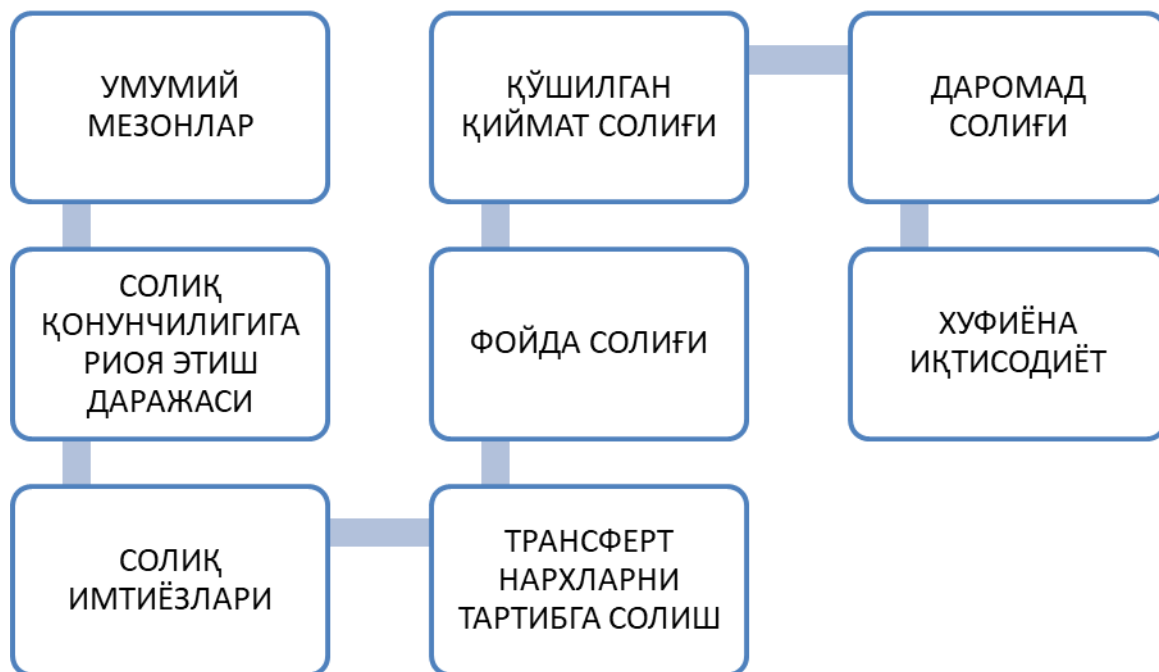 УМУМИЙ
МЕЗОНЛАР
СОЛИҚ
ҚОНУНЧИЛИГИГА
РИОЯ ЭТИШ
ДАРАЖАСИ
СОЛИҚ
ИМТИЁЗЛАРИ
ТРАНСФЕРТ
НАРХЛАРНИ
ТАРТИБГА СОЛИШ
ФОЙДА СОЛИҒИ
ҚЎШИЛГАН
ҚИЙМАТ СОЛИҒИ
ДАРОМАД
СОЛИҒИ
ХУФИЁНА
ИҚТИСОДИЁТ